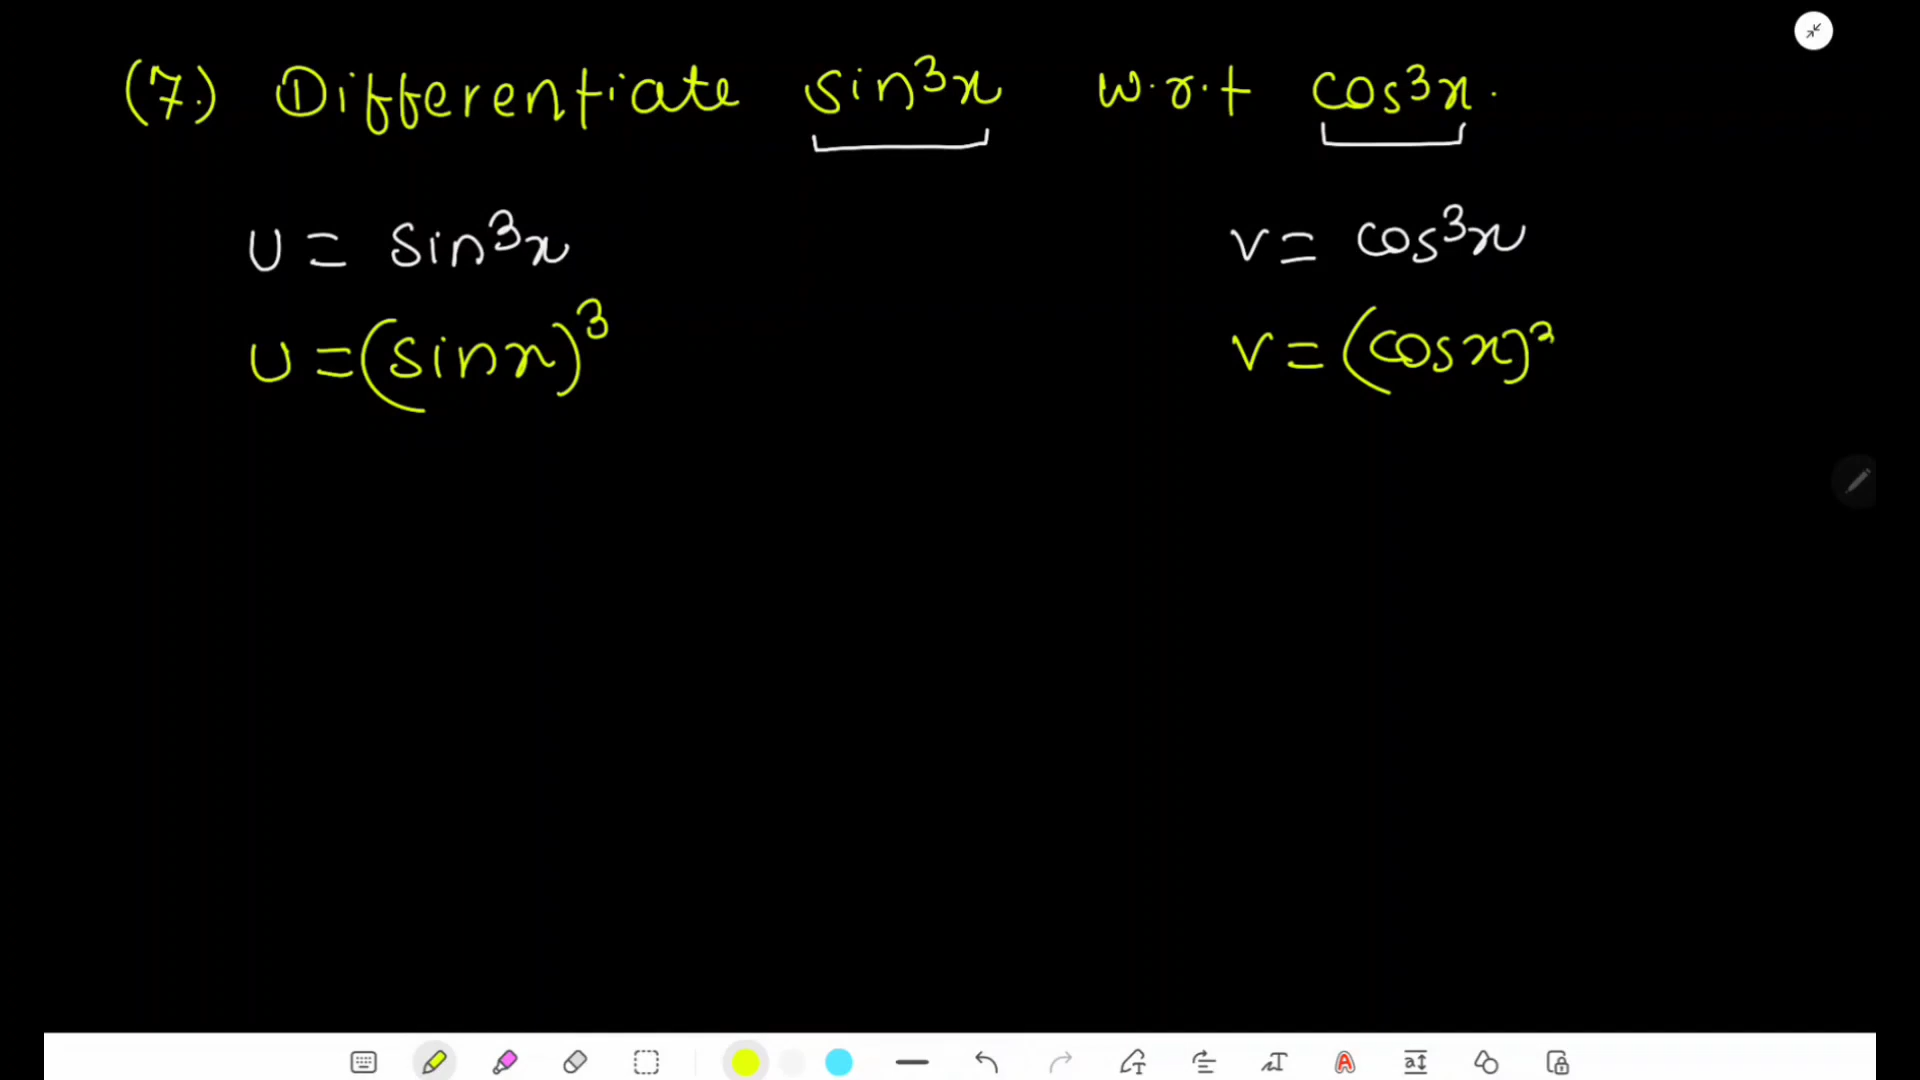 (7.) Differentiate sin³x w.r.t cos³x.
u = sin³x
v = cos³x
u = (sinx)³
v = (cosx)³